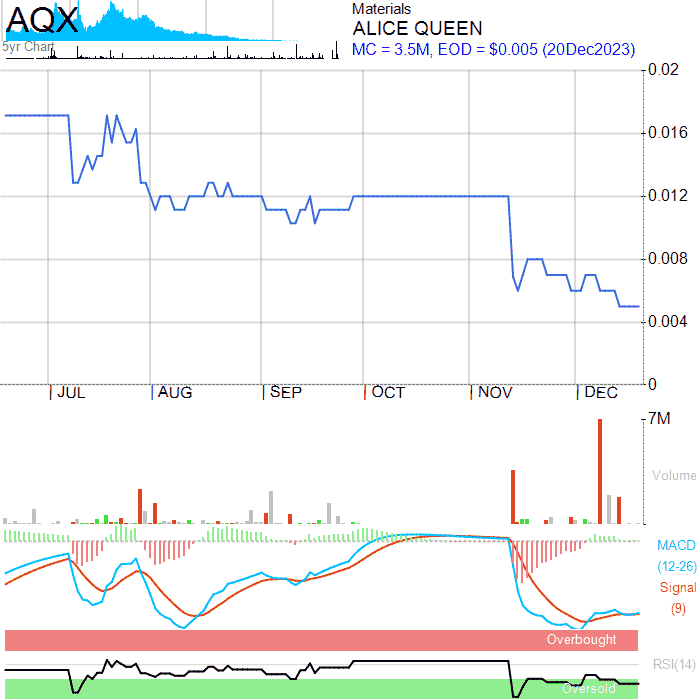 AQX
5yr Chart
Materials
ALICE QUEEN
MC = 3.5M, EOD = $0.005 (20Dec2023)
0.02
0.016
0.012
0.008
0.004
0
JUL AUG SEP OCT NOV DEC
7M
Volume
MACD
(12-26)
Signal
(9)
Overbought
RSI(14)
Oversold